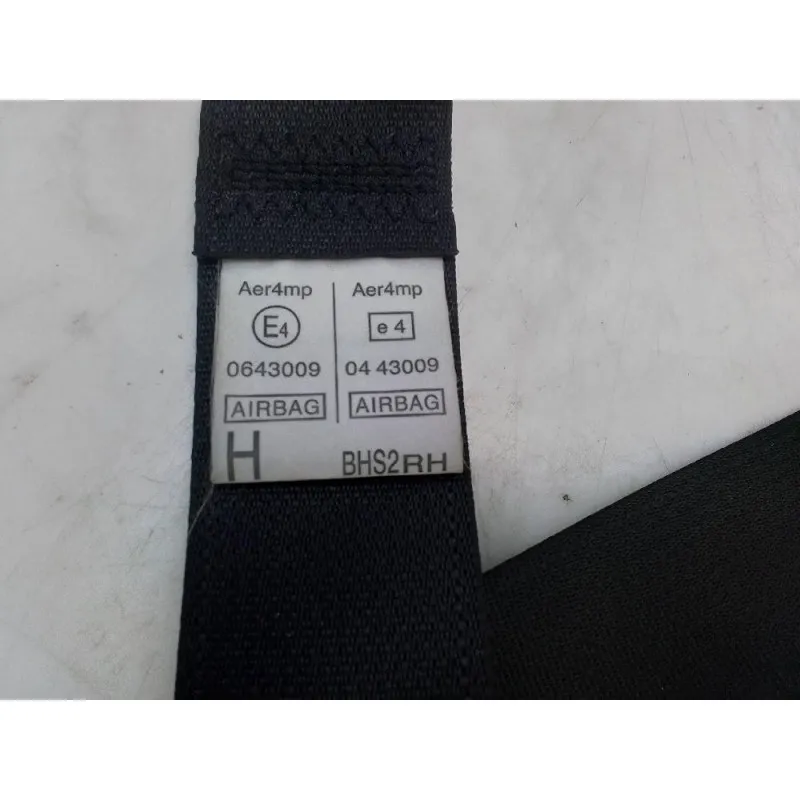 Aer4mp Aer4mp
E4 e 4
0643009 04 43009
AIRBAG AIRBAG
H BHS2RH